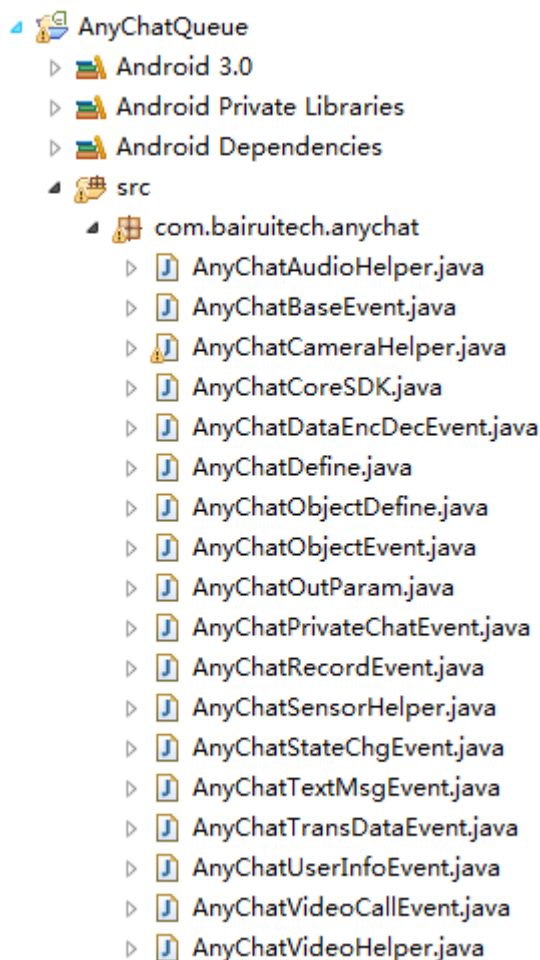 AnyChatQueue
Android 3.0
Android Private Libraries
Android Dependencies
src
com.bairuitech.anychat
AnyChatAudioHelper.java
AnyChatBaseEvent.java
AnyChatCameraHelper.java
AnyChatCoreSDK.java
AnyChatDataEncDecEvent.java
AnyChatDefine.java
AnyChatObjectDefine.java
AnyChatObjectEvent.java
AnyChatOutParam.java
AnyChatPrivateChatEvent.java
AnyChatRecordEvent.java
AnyChatSensorHelper.java
AnyChatStateChgEvent.java
AnyChatTextMsgEvent.java
AnyChatTransDataEvent.java
AnyChatUserInfoEvent.java
AnyChatVideoCallEvent.java
AnyChatVideoHelper.java